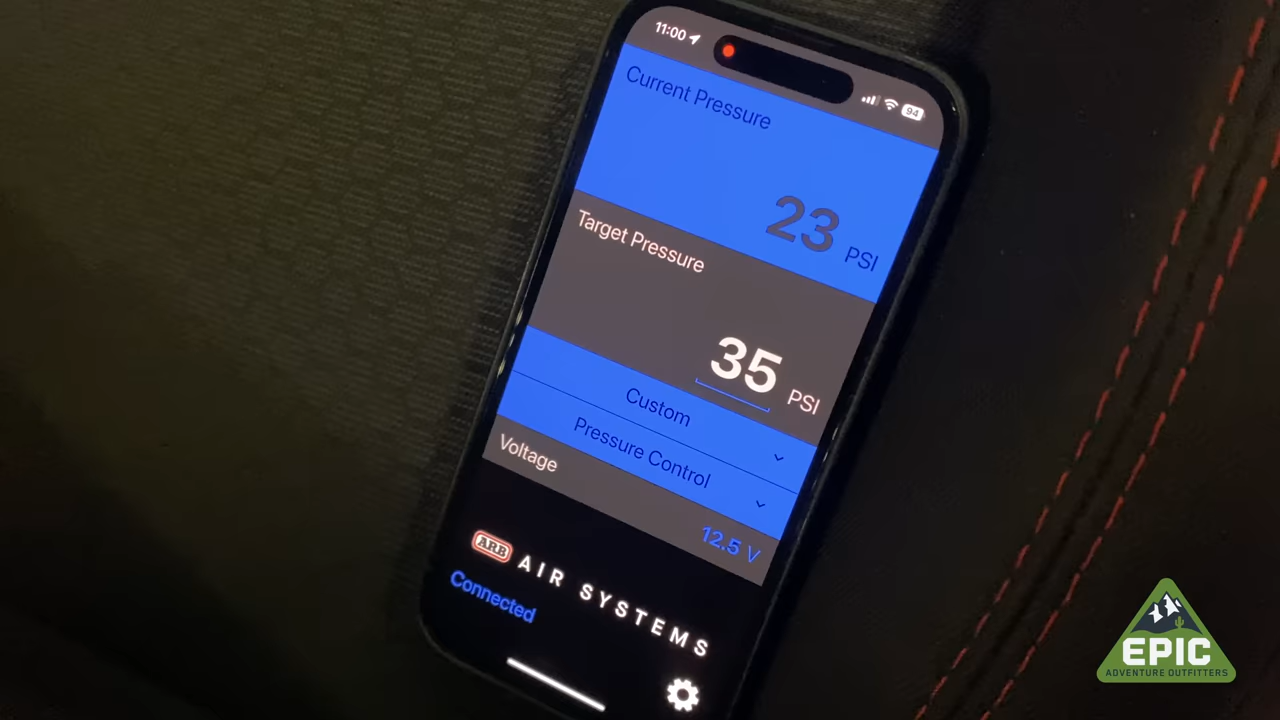 11:00
94
Current Pressure
23 PSI
Target Pressure
35 PSI
Custom
Pressure Control
Voltage
12.5 V
ARB AIR SYSTEMS
Connected
EPIC
ADVENTURE OUTFITTERS